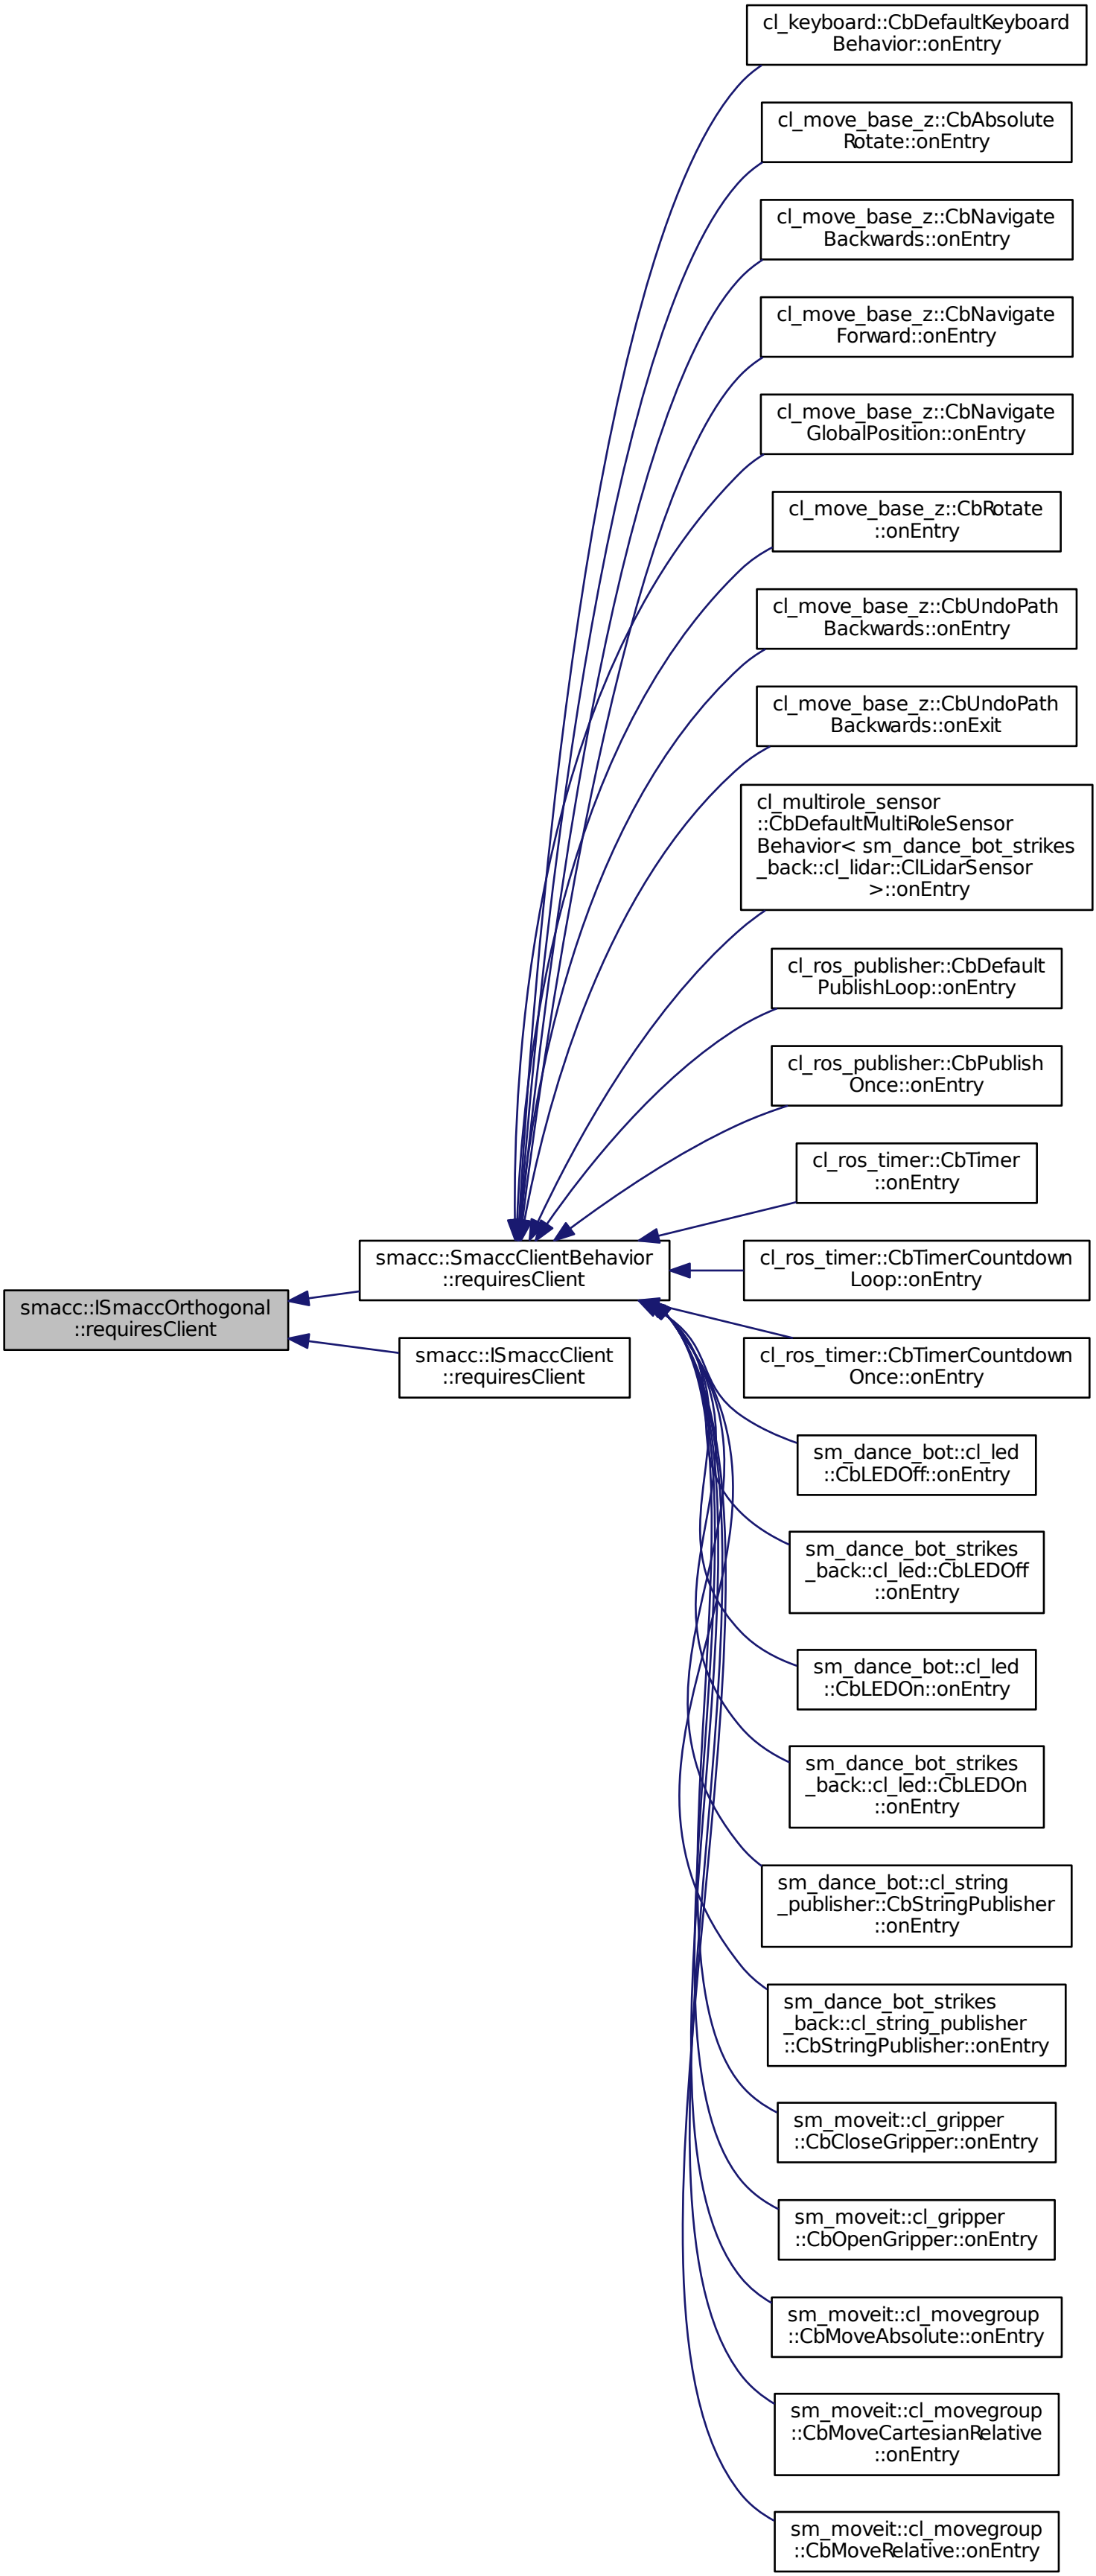 cl_keyboard::CbDefaultKeyboard
Behavior::onEntry
cl_move_base_z::CbAbsolute
Rotate::onEntry
cl_move_base_z::CbNavigate
Backwards::onEntry
cl_move_base_z::CbNavigate
Forward::onEntry
cl_move_base_z::CbNavigate
GlobalPosition::onEntry
cl_move_base_z::CbRotate
::onEntry
cl_move_base_z::CbUndoPath
Backwards::onEntry
cl_move_base_z::CbUndoPath
Backwards::onExit
cl_multirole_sensor
::CbDefaultMultiRoleSensor
Behavior< sm_dance_bot_strikes
_back::cl_lidar::ClLidarSensor
>::onEntry
cl_ros_publisher::CbDefault
PublishLoop::onEntry
cl_ros_publisher::CbPublish
Once::onEntry
cl_ros_timer::CbTimer
::onEntry
smacc::SmaccClientBehavior
::requiresClient
cl_ros_timer::CbTimerCountdown
Loop::onEntry
smacc::ISmaccOrthogonal
::requiresClient
smacc::ISmaccClient
::requiresClient
cl_ros_timer::CbTimerCountdown
Once::onEntry
sm_dance_bot::cl_led
::CbLEDOff::onEntry
sm_dance_bot_strikes
_back::cl_led::CbLEDOff
::onEntry
sm_dance_bot::cl_led
::CbLEDOn::onEntry
sm_dance_bot_strikes
_back::cl_led::CbLEDOn
::onEntry
sm_dance_bot::cl_string
_publisher::CbStringPublisher
::onEntry
sm_dance_bot_strikes
_back::cl_string_publisher
::CbStringPublisher::onEntry
sm_moveit::cl_gripper
::CbCloseGripper::onEntry
sm_moveit::cl_gripper
::CbOpenGripper::onEntry
sm_moveit::cl_movegroup
::CbMoveAbsolute::onEntry
sm_moveit::cl_movegroup
::CbMoveCartesianRelative
::onEntry
sm_moveit::cl_movegroup
::CbMoveRelative::onEntry